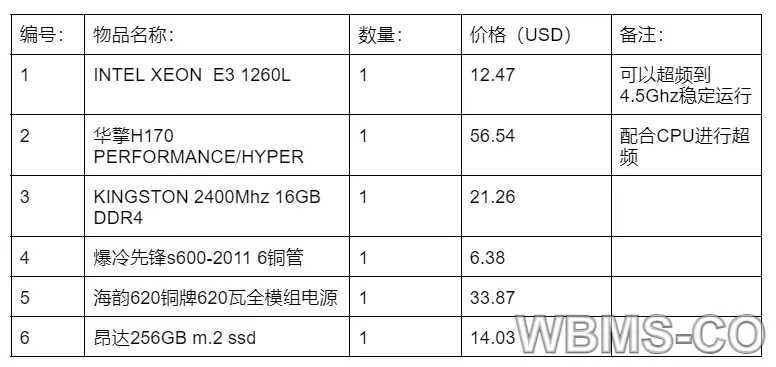 编号： 物品名称： 数量： 价格（USD） 备注：
1 INTEL XEON  E3 1260L 1 12.47 可以超频到
4.5Ghz稳定运行
2 华擎H170 1 56.54 配合CPU进行超
PERFORMANCE/HYPER 频
3 KINGSTON 2400Mhz 16GB 1 21.26
DDR4
4 爆冷先锋s600-2011 6铜管 1 6.38
5 海韵620铜牌620瓦全模组电源 1 33.87
6 昂达256GB m.2 ssd 1 14.03
WBMS-CO